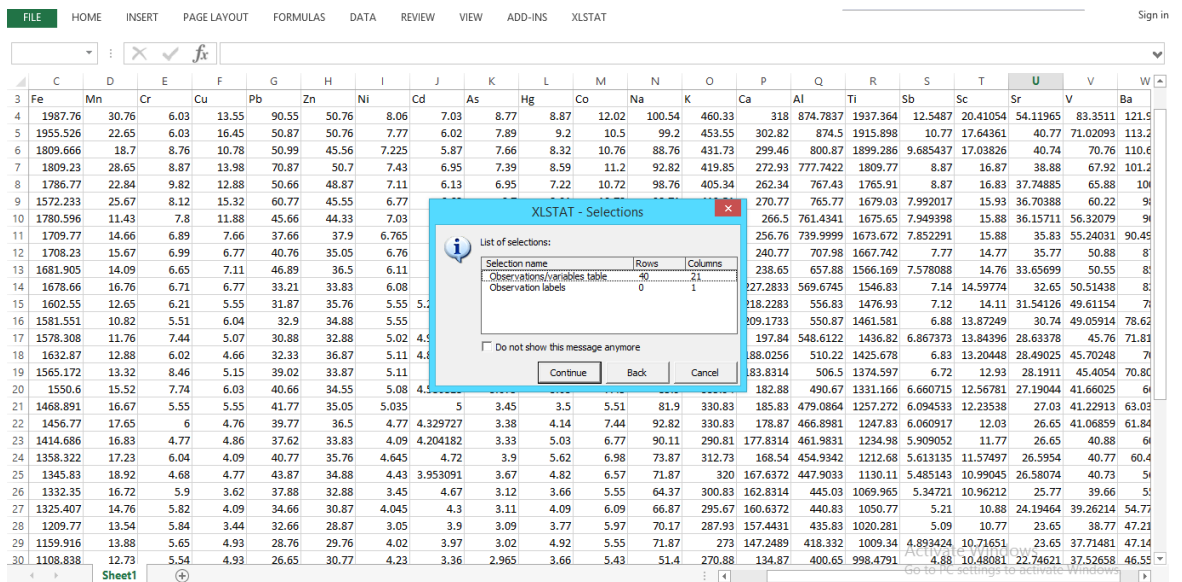 FILE HOME INSERT PAGE LAYOUT FORMULAS DATA REVIEW VIEW ADD-INS XLSTAT Sign in
fx
C D E F G H I J K L M N O P Q R S T U V W
3 Fe Mn Cr Cu Pb Zn Ni Cd As Hg Co Na K Ca Al Ti Sb Sc Sr V Ba
4 1987.76 30.76 6.03 13.55 90.55 50.76 8.06 7.03 8.77 8.87 12.02 100.54 460.33 318 874.7837 1937.364 12.5487 20.41054 54.11965 83.3511 121.9
5 1955.526 22.65 6.03 16.45 50.87 50.76 7.77 6.02 7.89 9.2 10.5 99.2 453.55 302.82 874.5 1915.898 10.77 17.64361 40.77 71.02093 113.2
6 1809.666 18.7 8.76 10.78 50.99 45.56 7.225 5.87 7.66 8.32 10.76 88.76 431.73 299.46 800.87 1899.286 9.685437 17.03826 40.74 70.76 110.6
7 1809.23 28.65 8.87 13.98 70.87 50.7 7.43 6.95 7.39 8.59 11.2 92.82 419.85 272.93 777.7422 1809.77 8.87 16.87 38.88 67.92 101.2
8 1786.77 22.84 9.82 12.88 50.66 48.87 7.11 6.13 6.95 7.22 10.72 98.76 405.34 262.34 767.43 1765.91 8.87 16.83 37.74885 65.88
9 1572.233 25.67 8.12 15.32 60.77 45.55 6.77 270.77 765.77 1679.03 7.992017 15.93 36.70388 60.22
10 1780.596 11.43 7.8 11.88 45.66 44.33 7.03 266.5 761.4341 1675.65 7.949398 15.88 36.15711 56.32079
11 1709.77 14.66 6.89 7.66 37.66 37.9 6.765 256.76 739.9999 1673.672 7.852291 15.88 35.83 55.24031 90.49
12 1708.23 15.67 6.99 6.77 40.76 35.05 6.76 240.77 707.98 1667.742 7.77 14.77 35.77 50.88
13 1681.905 14.09 6.65 7.11 46.89 36.5 6.11 238.65 657.88 1566.169 7.578088 14.76 33.65699 50.55
14 1678.66 16.76 6.71 6.77 33.21 33.83 6.08 227.2833 569.6745 1546.83 7.14 14.59774 32.65 50.51438
15 1602.55 12.65 6.21 5.55 31.87 35.76 5.55 5.2 218.2283 556.83 1476.93 7.12 14.11 31.54126 49.61154
16 1581.551 10.82 5.51 6.04 32.9 34.88 5.55 209.1733 550.87 1461.581 6.88 13.87249 30.74 49.05914 78.62
17 1578.308 11.76 7.44 5.07 30.88 32.88 5.02 4.9 197.84 548.6122 1436.82 6.867373 13.84396 28.63378 45.76 71.81
18 1632.87 12.88 6.02 4.66 32.33 36.87 5.11 4.8 188.0256 510.22 1425.678 6.83 13.20448 28.49025 45.70248
19 1565.172 13.32 8.46 5.15 39.02 33.87 5.11 183.8314 506.5 1374.597 6.72 12.93 28.1911 45.4054 70.80
20 1550.6 15.52 7.74 6.03 40.66 34.55 5.08 182.88 490.67 1331.166 6.660715 12.56781 27.19044 41.66025
21 1468.891 16.67 5.55 5.55 41.77 35.05 5.035 5 3.45 3.5 5.51 81.9 330.83 185.83 479.0864 1257.272 6.094533 12.23538 27.03 41.22913 63.03
22 1456.77 17.65 6 4.76 39.77 36.5 4.77 4.329727 3.38 4.14 7.44 92.82 330.83 178.87 466.8981 1247.83 6.060917 12.03 26.65 41.06859 61.84
23 1414.686 16.83 4.77 4.86 37.62 33.83 4.09 4.204182 3.33 5.03 6.77 90.11 290.81 177.8314 461.9831 1234.98 5.909052 11.77 26.65 40.88
24 1358.322 17.23 6.04 4.09 40.77 35.76 4.645 4.72 3.9 5.62 6.98 73.87 312.73 168.54 454.9342 1212.68 5.613135 11.57497 26.5954 40.77 60.4
25 1345.83 18.92 4.68 4.77 43.87 34.88 4.43 3.953091 3.67 4.82 6.57 71.87 320 167.6372 447.9033 1130.11 5.485143 10.99045 26.58074 40.73
26 1332.35 16.72 5.9 3.62 37.88 32.88 3.45 4.67 3.12 3.66 5.55 64.37 300.83 162.8314 445.03 1069.965 5.34721 10.96212 25.77 39.66
27 1325.407 14.76 5.82 4.09 34.66 30.87 4.045 4.3 3.11 4.09 6.09 66.87 295.67 160.6372 440.83 1050.77 5.21 10.88 24.19464 39.26214 54.77
28 1209.77 13.54 5.84 3.44 32.66 28.87 3.05 3.9 3.09 3.77 5.97 70.17 287.93 157.4431 435.83 1020.281 5.09 10.77 23.65 38.77 47.21
29 1159.916 13.88 5.65 4.93 28.76 29.76 4.02 3.97 3.02 4.92 5.55 71.87 273 147.2489 418.332 1009.34 4.893424 10.71651 23.65 37.71481 47.14
30 1108.838 12.73 5.54 4.93 26.65 30.77 4.23 3.36 2.965 3.66 5.43 51.4 270.88 134.87 400.65 998.4791 4.88 10.48081 22.74621 37.52658 46.55
XLSTAT - Selections
List of selections:
Selection name Rows Columns
Observations/variables table 40 21
Observation labels 0 1
Do not show this message anymore
Continue Back Cancel
Activate Windows
Go to PC settings to activate Windows.
Sheet1